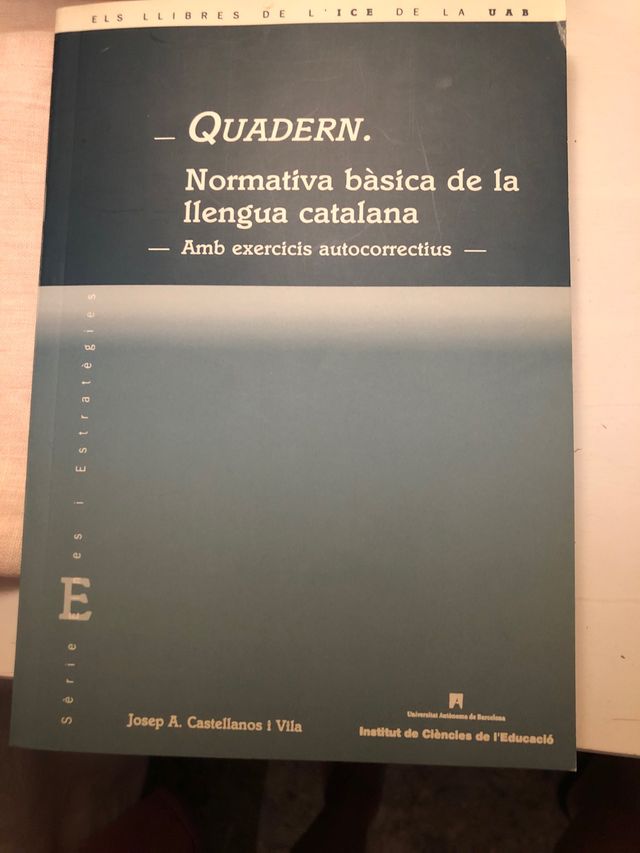 ELS LLIBRES DE L'ICE DE LA UAB
— QUADERN.
Normativa bàsica de la
llengua catalana
— Amb exercicis autocorrectius —
Sèrie Eines i Estratègies
Josep A. Castellanos i Vila
Universitat Autònoma de Barcelona
Institut de Ciències de l'Educació